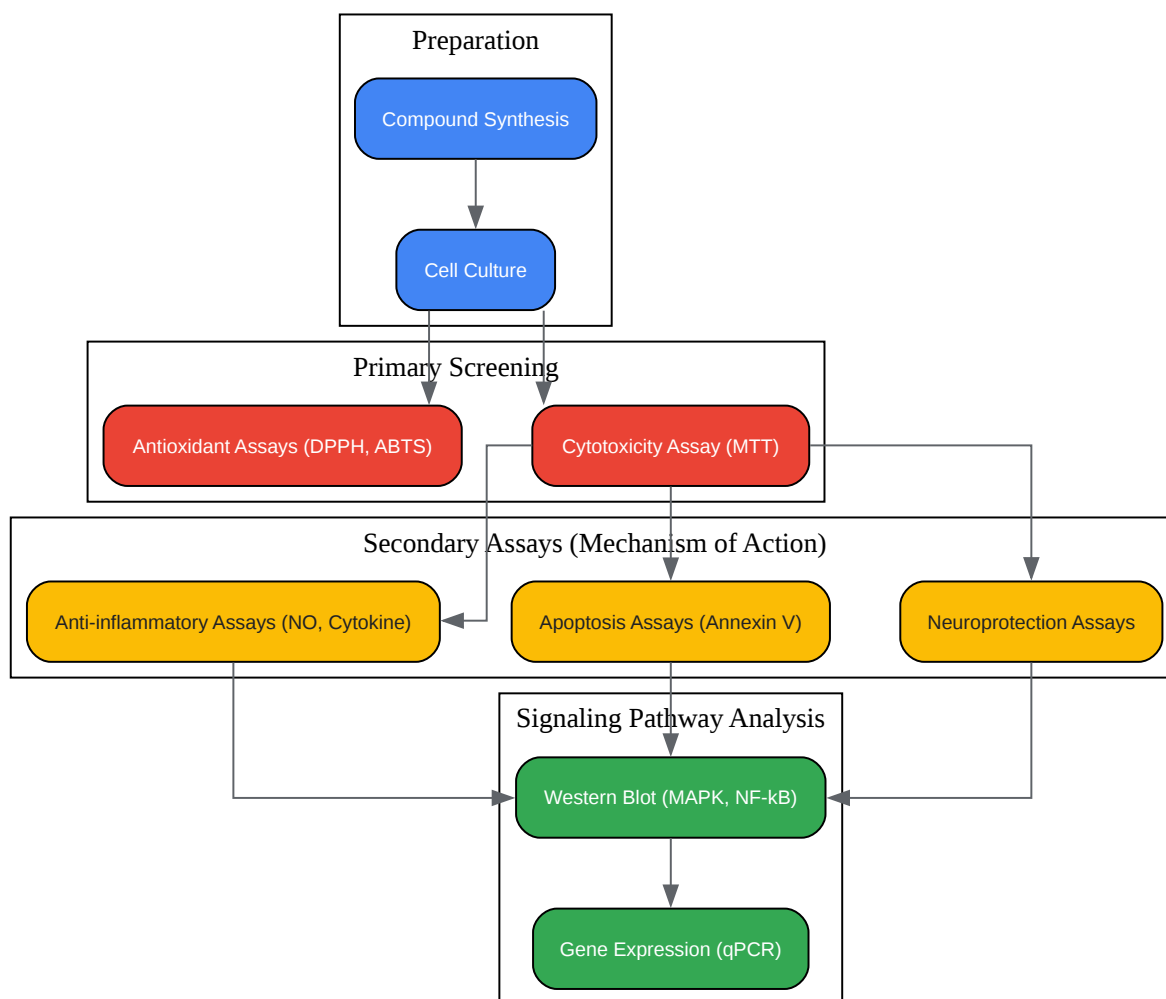 Preparation
Compound Synthesis
Cell Culture
Primary Screening
Antioxidant Assays (DPPH, ABTS)
Cytotoxicity Assay (MTT)
Secondary Assays (Mechanism of Action)
Anti-inflammatory Assays (NO, Cytokine)
Apoptosis Assays (Annexin V)
Neuroprotection Assays
Signaling Pathway Analysis
Western Blot (MAPK, NF-kB)
Gene Expression (qPCR)